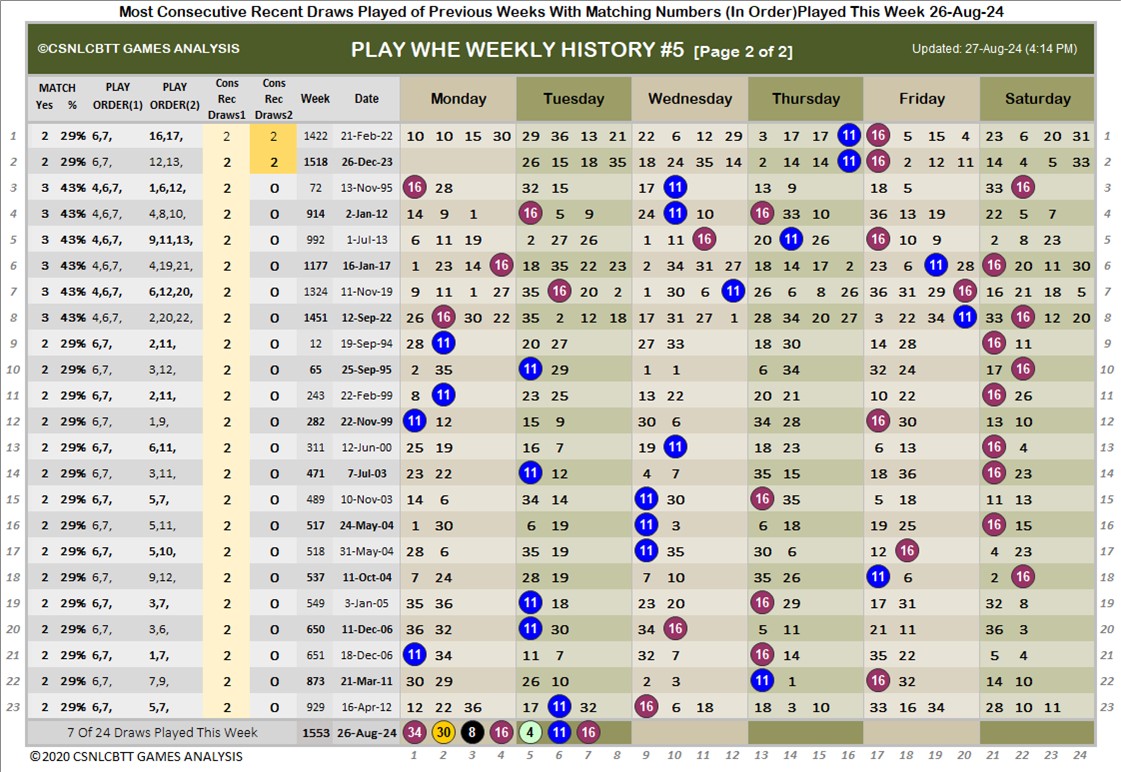 Most Consecutive Recent Draws Played of Previous Weeks With Matching Numbers (In Order)Played This Week 26-Aug-24
©CSNLCBTT GAMES ANALYSIS PLAY WHE WEEKLY HISTORY #5 [Page 2 of 2] Updated: 27-Aug-24 (4:14 PM)
MATCH Yes % PLAY ORDER(1) PLAY ORDER(2) Cons Rec Draws1 Cons Rec Draws2 Week Date Monday Tuesday Wednesday Thursday Friday Saturday
1 2 29% 6,7, 16,17, 2 2 1422 21-Feb-22 10 10 15 30 29 36 13 21 22 6 12 29 3 17 17 11 16 5 15 4 23 6 20 31 1
2 2 29% 6,7, 12,13, 2 2 1518 26-Dec-23 26 15 18 35 18 24 35 14 2 14 14 11 16 2 12 11 14 4 5 33 2
3 3 43% 4,6,7, 1,6,12, 2 0 72 13-Nov-95 16 28 32 15 17 11 13 9 18 5 33 16 3
4 3 43% 4,6,7, 4,8,10, 2 0 914 2-Jan-12 14 9 1 16 5 9 24 11 10 16 33 10 36 13 19 22 5 7 4
5 3 43% 4,6,7, 9,11,13, 2 0 992 1-Jul-13 6 11 19 2 27 26 1 11 16 20 11 26 16 10 9 2 8 23 5
6 3 43% 4,6,7, 4,19,21, 2 0 1177 16-Jan-17 1 23 14 16 18 35 22 23 2 34 31 27 18 14 17 2 23 6 11 28 16 20 11 30 6
7 3 43% 4,6,7, 6,12,20, 2 0 1324 11-Nov-19 9 11 1 27 35 16 20 2 1 30 6 11 26 6 8 26 36 31 29 16 16 21 18 5 7
8 3 43% 4,6,7, 2,20,22, 2 0 1451 12-Sep-22 26 16 30 22 35 2 12 18 17 31 27 1 28 34 20 27 3 22 34 11 33 16 12 20 8
9 2 29% 6,7, 2,11, 2 0 12 19-Sep-94 28 11 20 27 27 33 18 30 14 28 16 11 9
10 2 29% 6,7, 3,12, 2 0 65 25-Sep-95 2 35 11 29 1 1 6 34 32 24 17 16 10
11 2 29% 6,7, 2,11, 2 0 243 22-Feb-99 8 11 23 25 13 22 20 21 10 22 16 26 11
12 2 29% 6,7, 1,9, 2 0 282 22-Nov-99 11 12 15 9 30 6 34 28 16 30 13 10 12
13 2 29% 6,7, 6,11, 2 0 311 12-Jun-00 25 19 16 7 19 11 18 23 6 13 16 4 13
14 2 29% 6,7, 3,11, 2 0 471 7-Jul-03 23 22 11 12 4 7 35 15 18 36 16 23 14
15 2 29% 6,7, 5,7, 2 0 489 10-Nov-03 14 6 34 14 11 30 16 35 5 18 11 13 15
16 2 29% 6,7, 5,11, 2 0 517 24-May-04 1 30 6 19 11 3 6 18 19 25 16 15 16
17 2 29% 6,7, 5,10, 2 0 518 31-May-04 28 6 35 19 11 35 30 6 12 16 4 23 17
18 2 29% 6,7, 9,12, 2 0 537 11-Oct-04 7 24 28 19 7 10 35 26 11 6 2 16 18
19 2 29% 6,7, 3,7, 2 0 549 3-Jan-05 35 36 11 18 23 20 16 29 17 31 32 8 19
20 2 29% 6,7, 3,6, 2 0 650 11-Dec-06 36 32 11 30 34 16 5 11 21 11 36 3 20
21 2 29% 6,7, 1,7, 2 0 651 18-Dec-06 11 34 11 7 32 7 16 14 35 22 5 4 21
22 2 29% 6,7, 7,9, 2 0 873 21-Mar-11 30 29 26 10 2 3 11 1 16 32 14 10 22
23 2 29% 6,7, 5,7, 2 0 929 16-Apr-12 12 22 36 17 11 32 16 6 18 18 3 10 33 16 34 28 10 11 23
7 Of 24 Draws Played This Week 1553 26-Aug-24 34 30 8 16 4 11 16
©2020 CSNLCBTT GAMES ANALYSIS 1 2 3 4 5 6 7 8 9 10 11 12 13 14 15 16 17 18 19 20 21 22 23 24